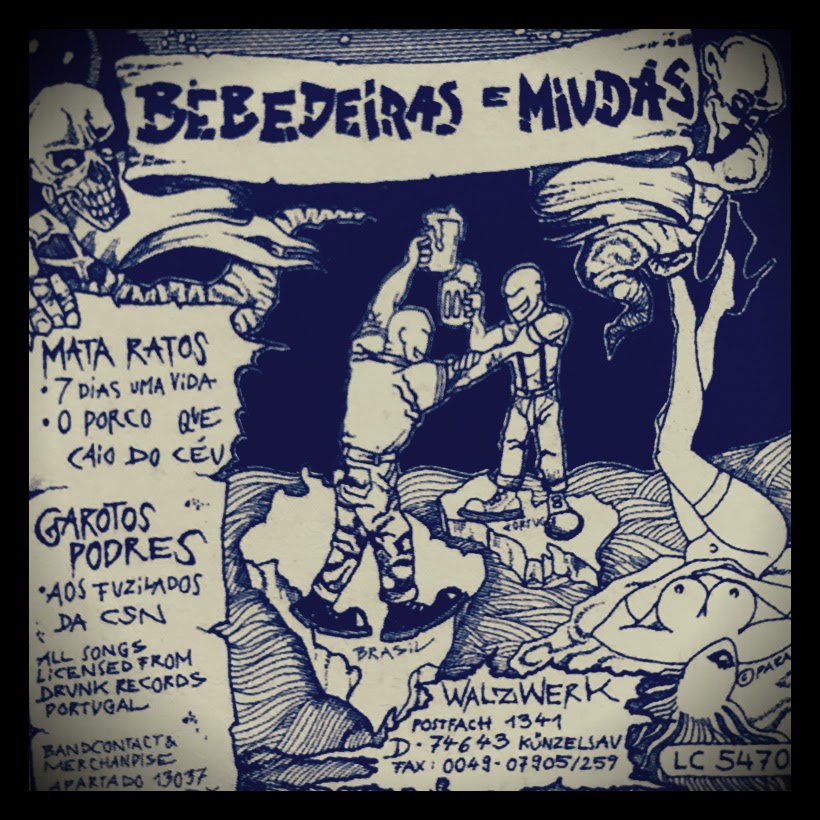 BEBEDEIRAS E MIUDAS
MATA RATOS
• 7 DIAS UMA VIDA
• O PORCO QUE
CAIO DO CÉU
GAROTOS
PODRES
• AOS FUZILADOS
DA CSN
ALL SONGS
LICENSED FROM
DRUNK RECORDS
PORTUGAL
BANDCONTACT &
MERCHANDISE
APARTADO 13037
PORTUG
BRASIL
WALZWERK
POSTFACH 1341
D - 74643 KÜNZELSAU
FAX: 0049-07905/259
© PARA
LC 5470